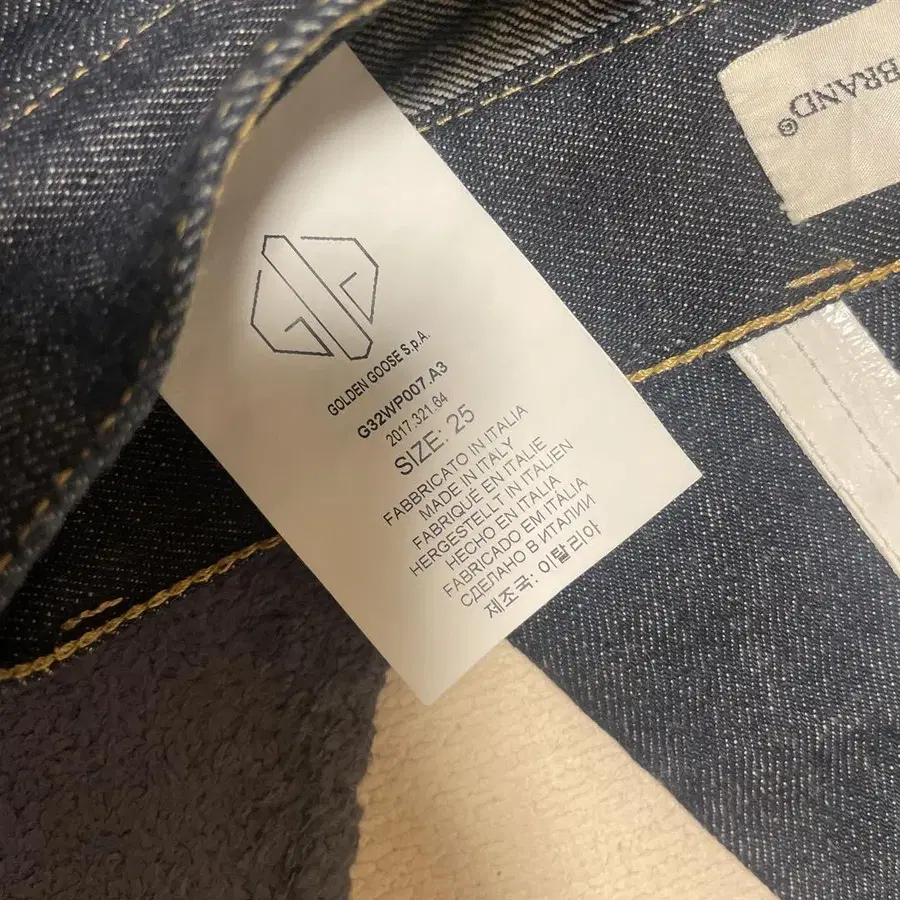 GOLDEN GOOSE S.p.A.
G32WP007.A3
2017.321.64
SIZE: 25
FABBRICATO IN ITALIA
MADE IN ITALY
FABRIQUÉ EN ITALIE
HERGESTELLT IN ITALIEN
HECHO EN ITALIA
FABRICADO EM ITÁLIA
СДЕЛАНО В ИТАЛИИ
제조국: 이탈리아
BRAND®